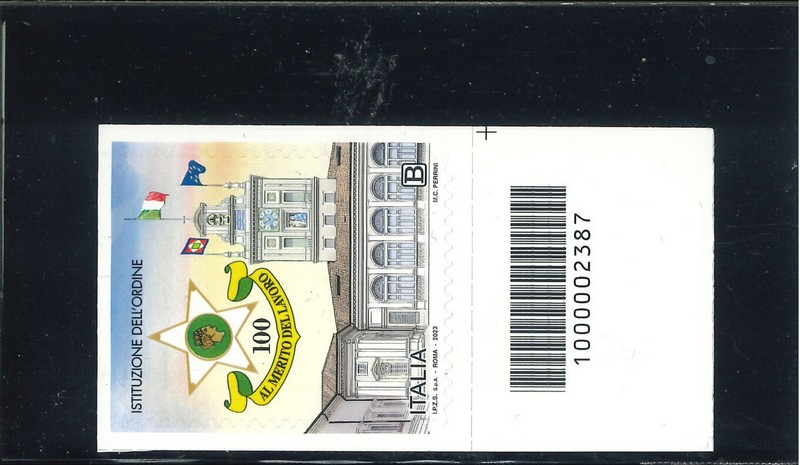 ISTITUZIONE DELL'ORDINE
100
AL MERITO DEL LAVORO
ITALIA
B
I.P.Z.S. S.p.A. - ROMA - 2023
M.C. PERRINI
1000002387